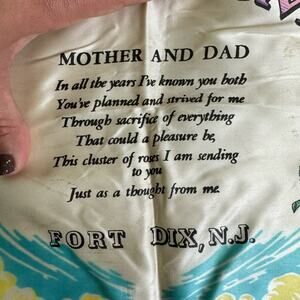 MOTHER AND DAD
In all the years I've known you both
You've planned and strived for me
Through sacrifice of everything
That could a pleasure be,
This cluster of roses I am sending
to you
Just as a thought from me.
FORT DIX, N.J.